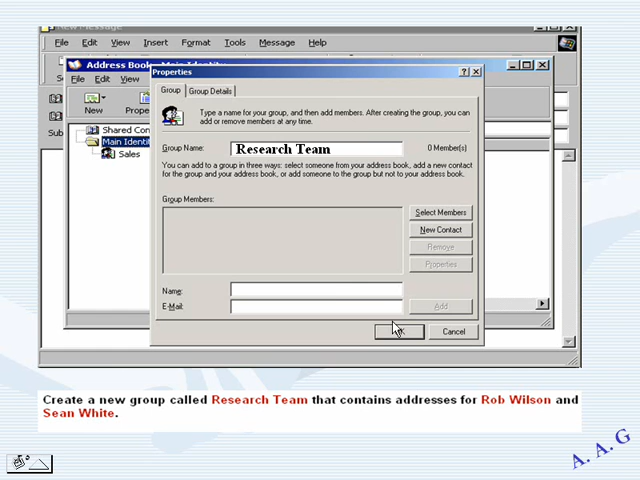 New Message
File Edit View Insert Format Tools Message Help
Address Book - Main Identity
File Edit View
Properties
Group Group Details
New Prope
Type a name for your group, and then add members. After creating the group, you can
add or remove members at any time.
Shared Con
Main Identit
Sales
Sub
Group Name: Research Team 0 Member(s)
You can add to a group in three ways: select someone from your address book, add a new contact
for the group and your address book, or add someone to the group but not to your address book.
Group Members:
Select Members
New Contact
Remove
Properties
Name:
E-Mail: Add
Cancel
Create a new group called Research Team that contains addresses for Rob Wilson and
Sean White.
A. A. G